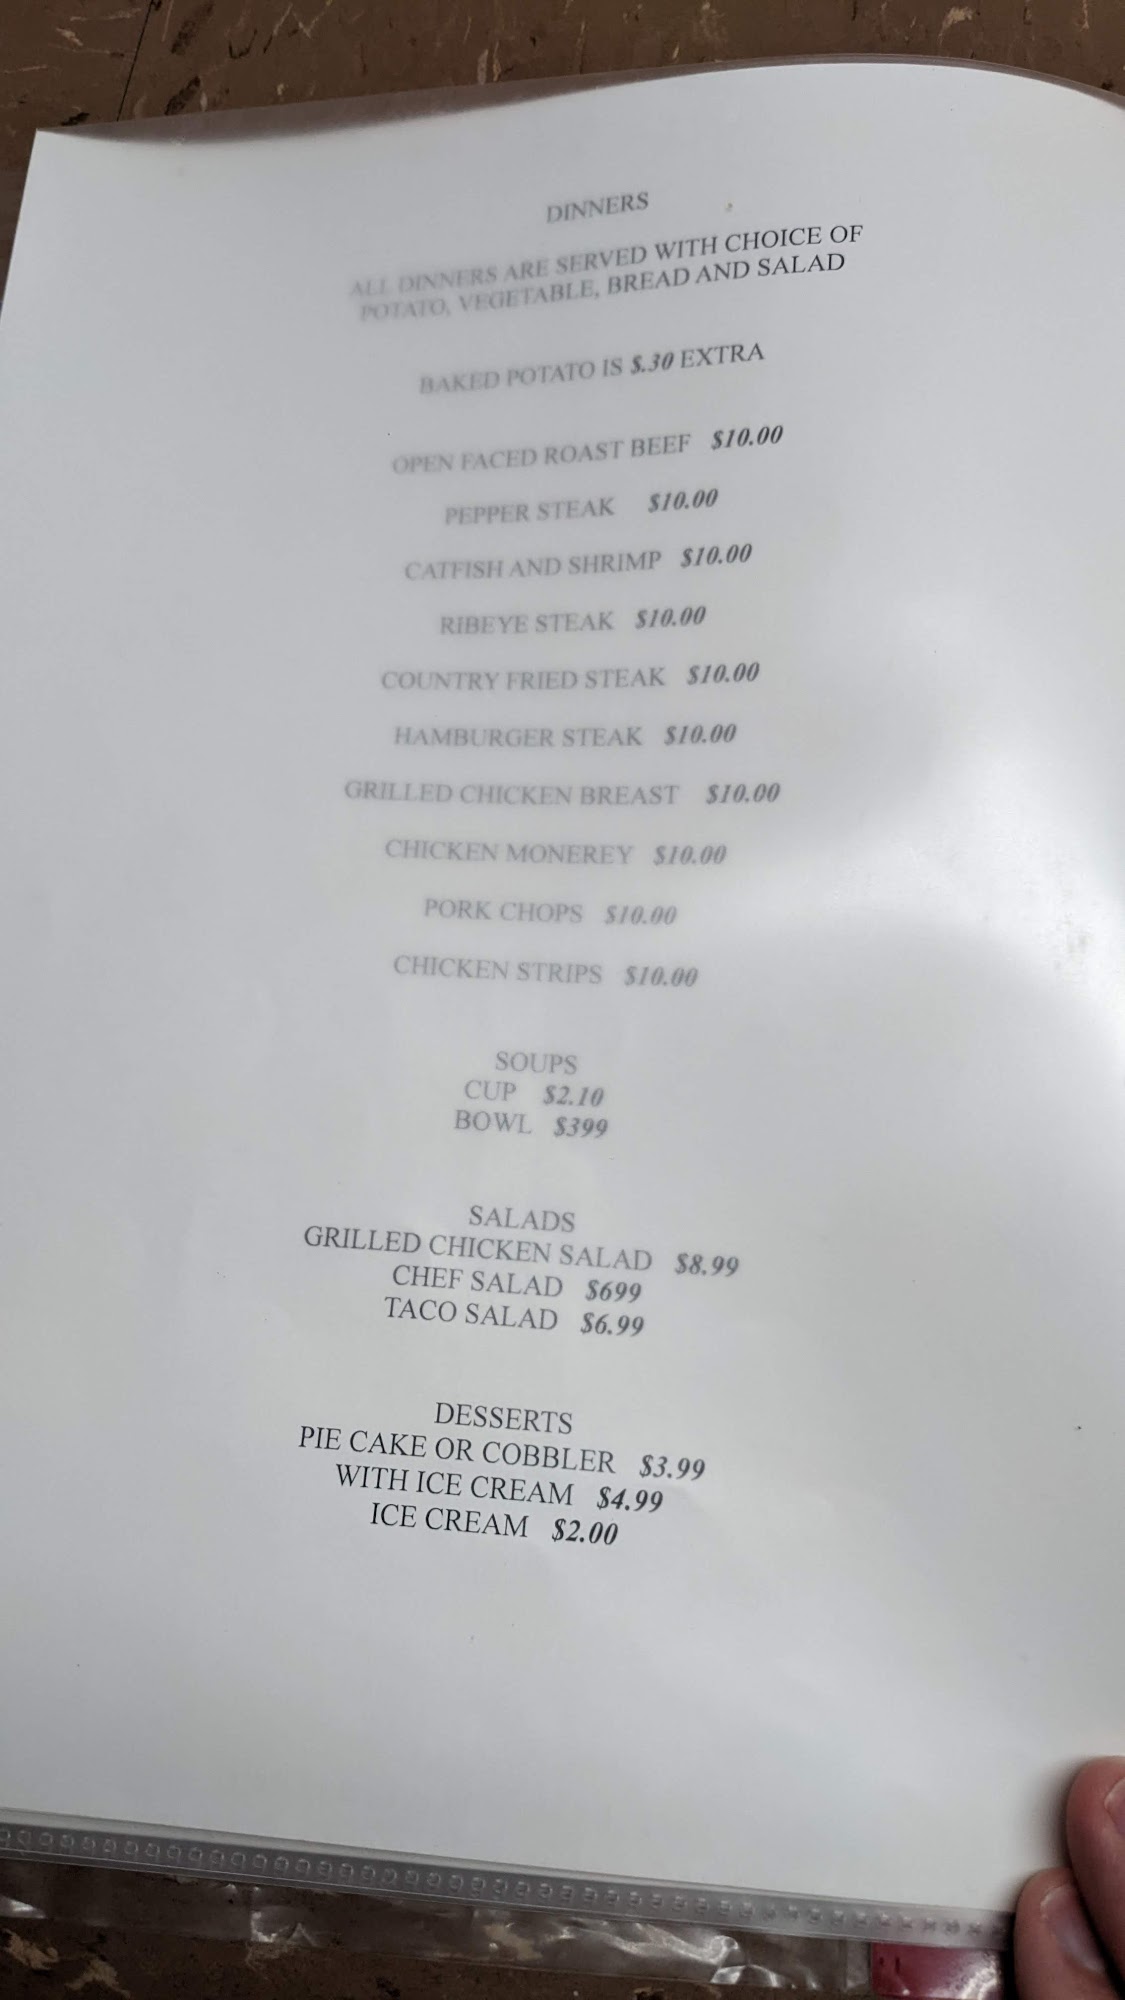 DINNERS
ALL DINNERS ARE SERVED WITH CHOICE OF
POTATO, VEGETABLE, BREAD AND SALAD
BAKED POTATO IS $.30 EXTRA
OPEN FACED ROAST BEEF $10.00
PEPPER STEAK $10.00
CATFISH AND SHRIMP $10.00
RIBEYE STEAK $10.00
COUNTRY FRIED STEAK $10.00
HAMBURGER STEAK $10.00
GRILLED CHICKEN BREAST $10.00
CHICKEN MONEREY $10.00
PORK CHOPS $10.00
CHICKEN STRIPS $10.00
SOUPS
CUP $2.10
BOWL $399
SALADS
GRILLED CHICKEN SALAD $8.99
CHEF SALAD $699
TACO SALAD $6.99
DESSERTS
PIE CAKE OR COBBLER $3.99
WITH ICE CREAM $4.99
ICE CREAM $2.00